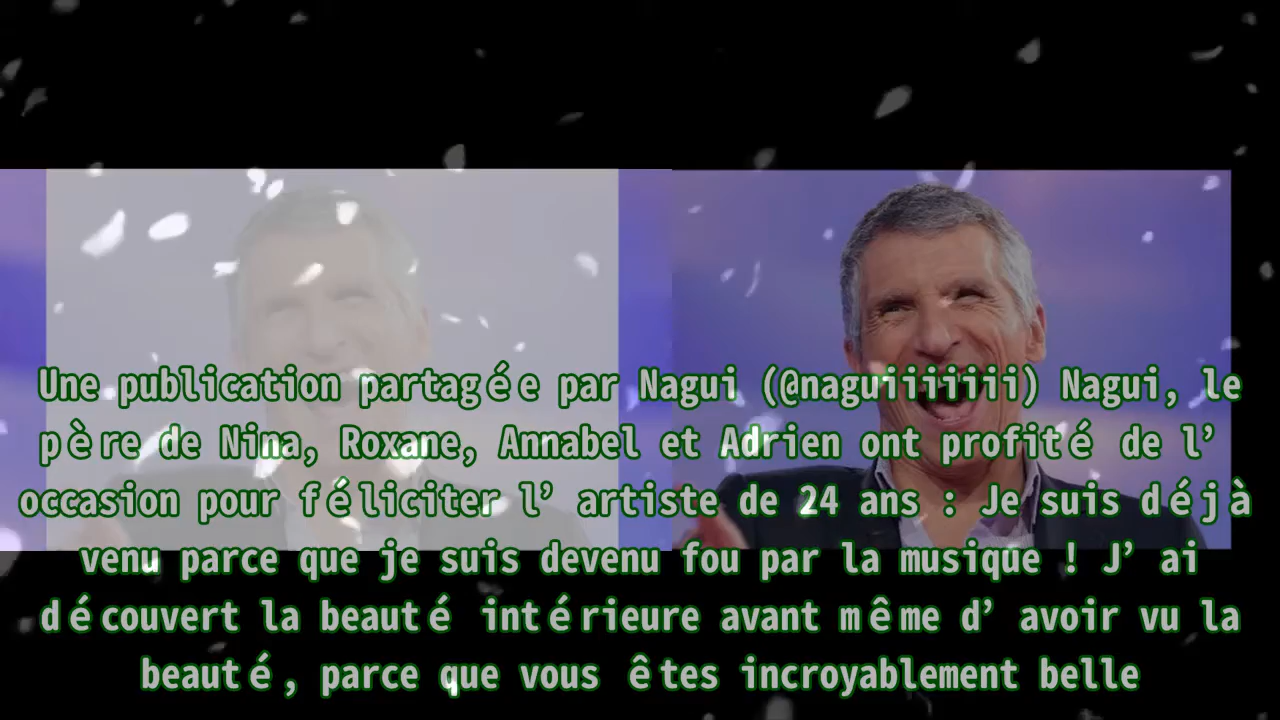 Une publication partagée par Nagui (@naguiiiiiiii) Nagui, le
père de Nina, Roxane, Annabel et Adrien ont profité de l’
occasion pour féliciter l’ artiste de 24 ans : Je suis déjà
venu parce que je suis devenu fou par la musique ! J’ ai
découvert la beauté intérieure avant même d’ avoir vu la
beauté, parce que vous êtes incroyablement belle